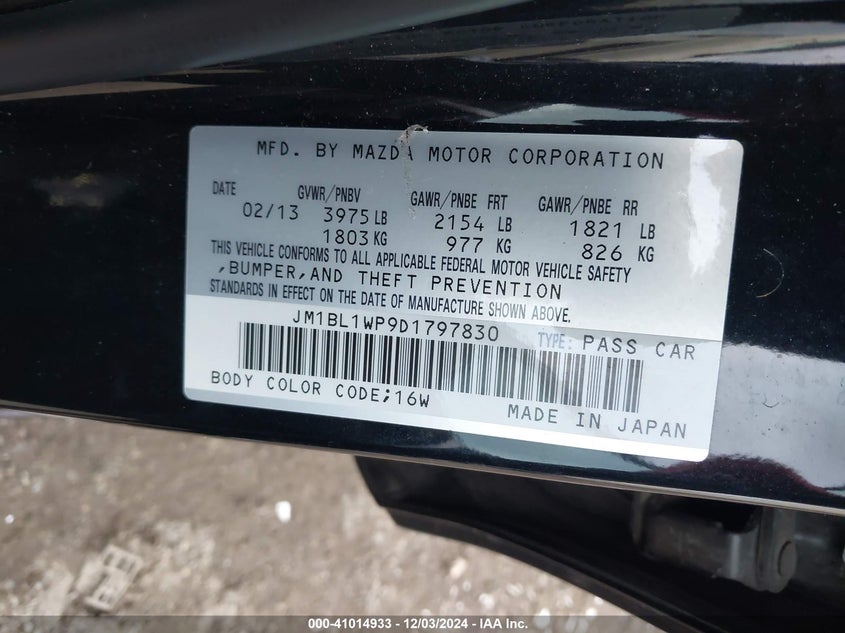 MFD. BY MAZDA MOTOR CORPORATION
DATE GVWR/PNBV GAWR/PNBE FRT GAWR/PNBE RR
02/13 3975 LB 2154 LB 1821 LB
1803 KG 977 KG 826 KG
THIS VEHICLE CONFORMS TO ALL APPLICABLE FEDERAL MOTOR VEHICLE SAFETY
,BUMPER,AND THEFT PREVENTION
STANDARDS IN EFFECT ON THE DATE OF MANUFACTURE SHOWN ABOVE.
JM1BL1WP9D1797830 TYPE: PASS CAR
BODY COLOR CODE;16W MADE IN JAPAN
000-41014933 - 12/03/2024 - IAA Inc.